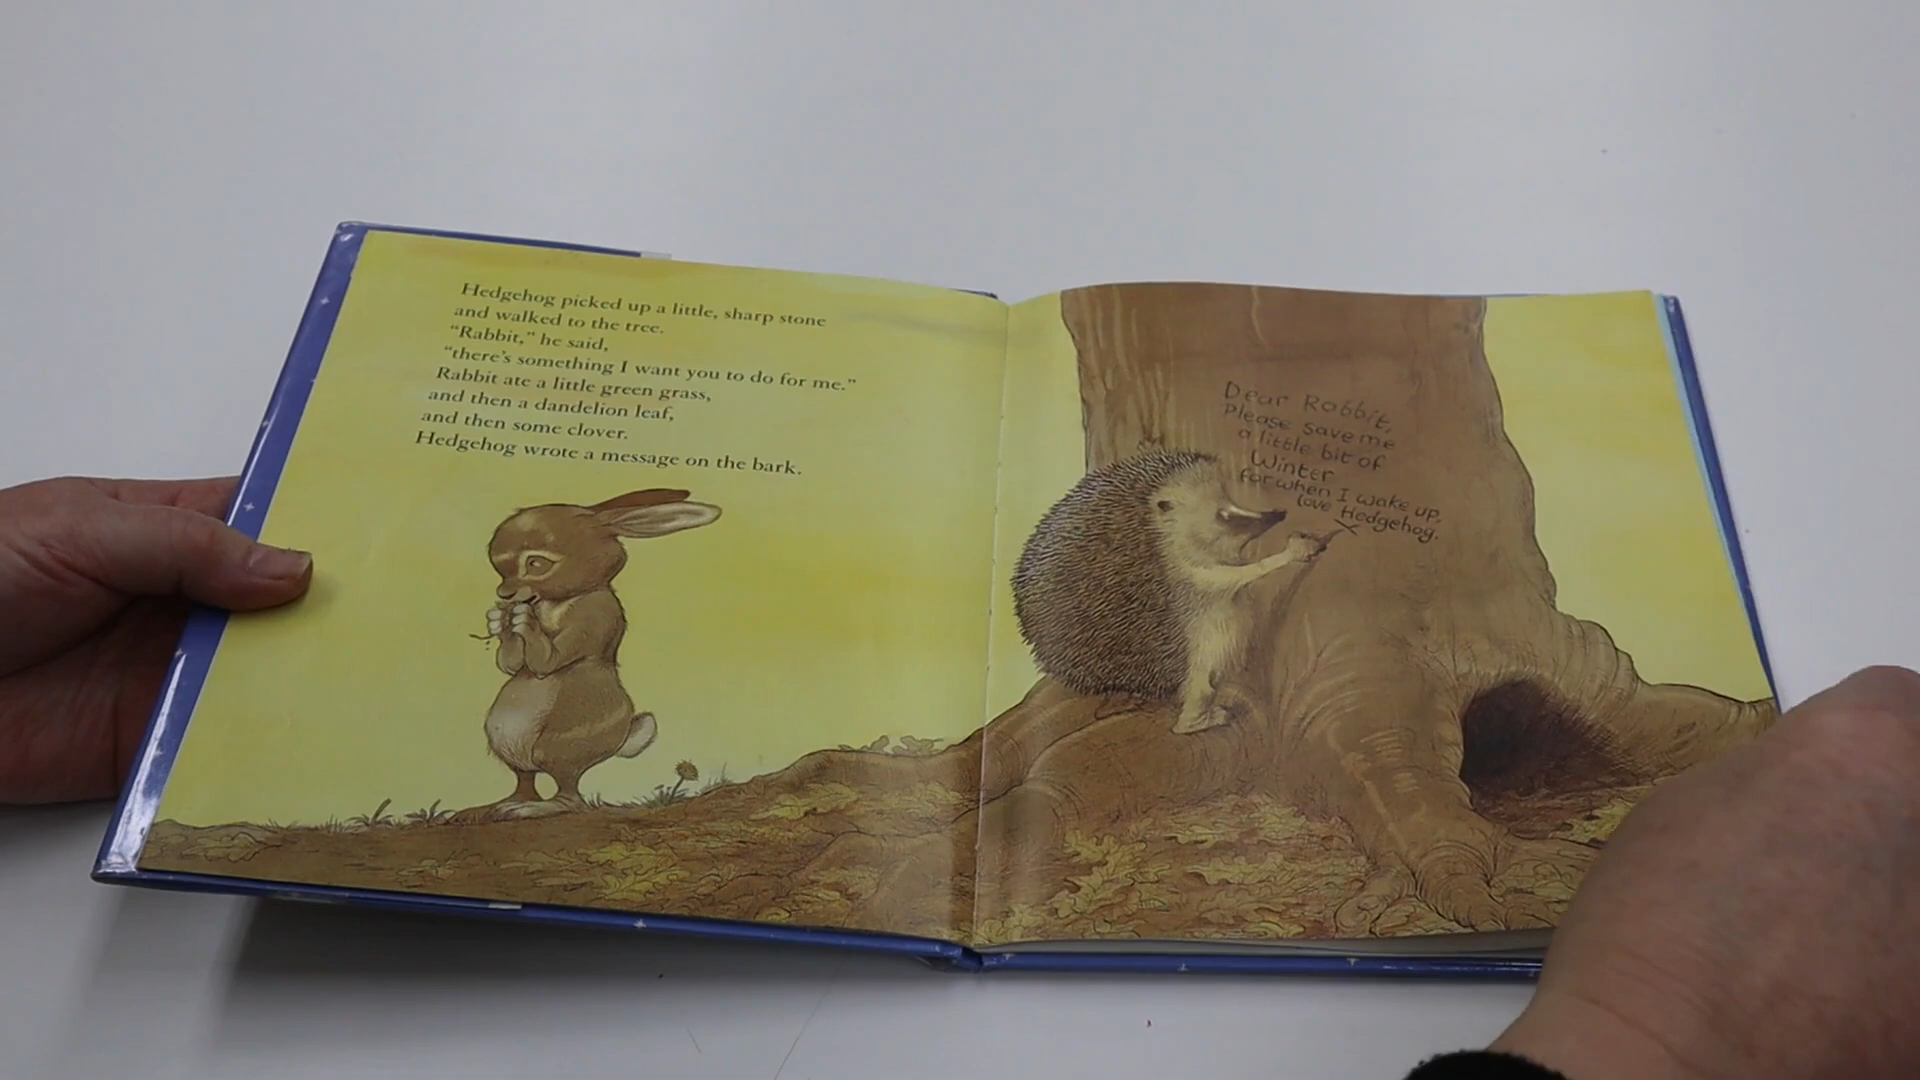 Hedgehog picked up a little, sharp stone
and walked to the tree.
“Rabbit,” he said,
“there’s something I want you to do for me.”
Rabbit ate a little green grass,
and then a dandelion leaf,
and then some clover.
Hedgehog wrote a message on the bark.
Dear Rabbit,
please save me
a little bit of
Winter
for when I wake up,
love Hedgehog.
X